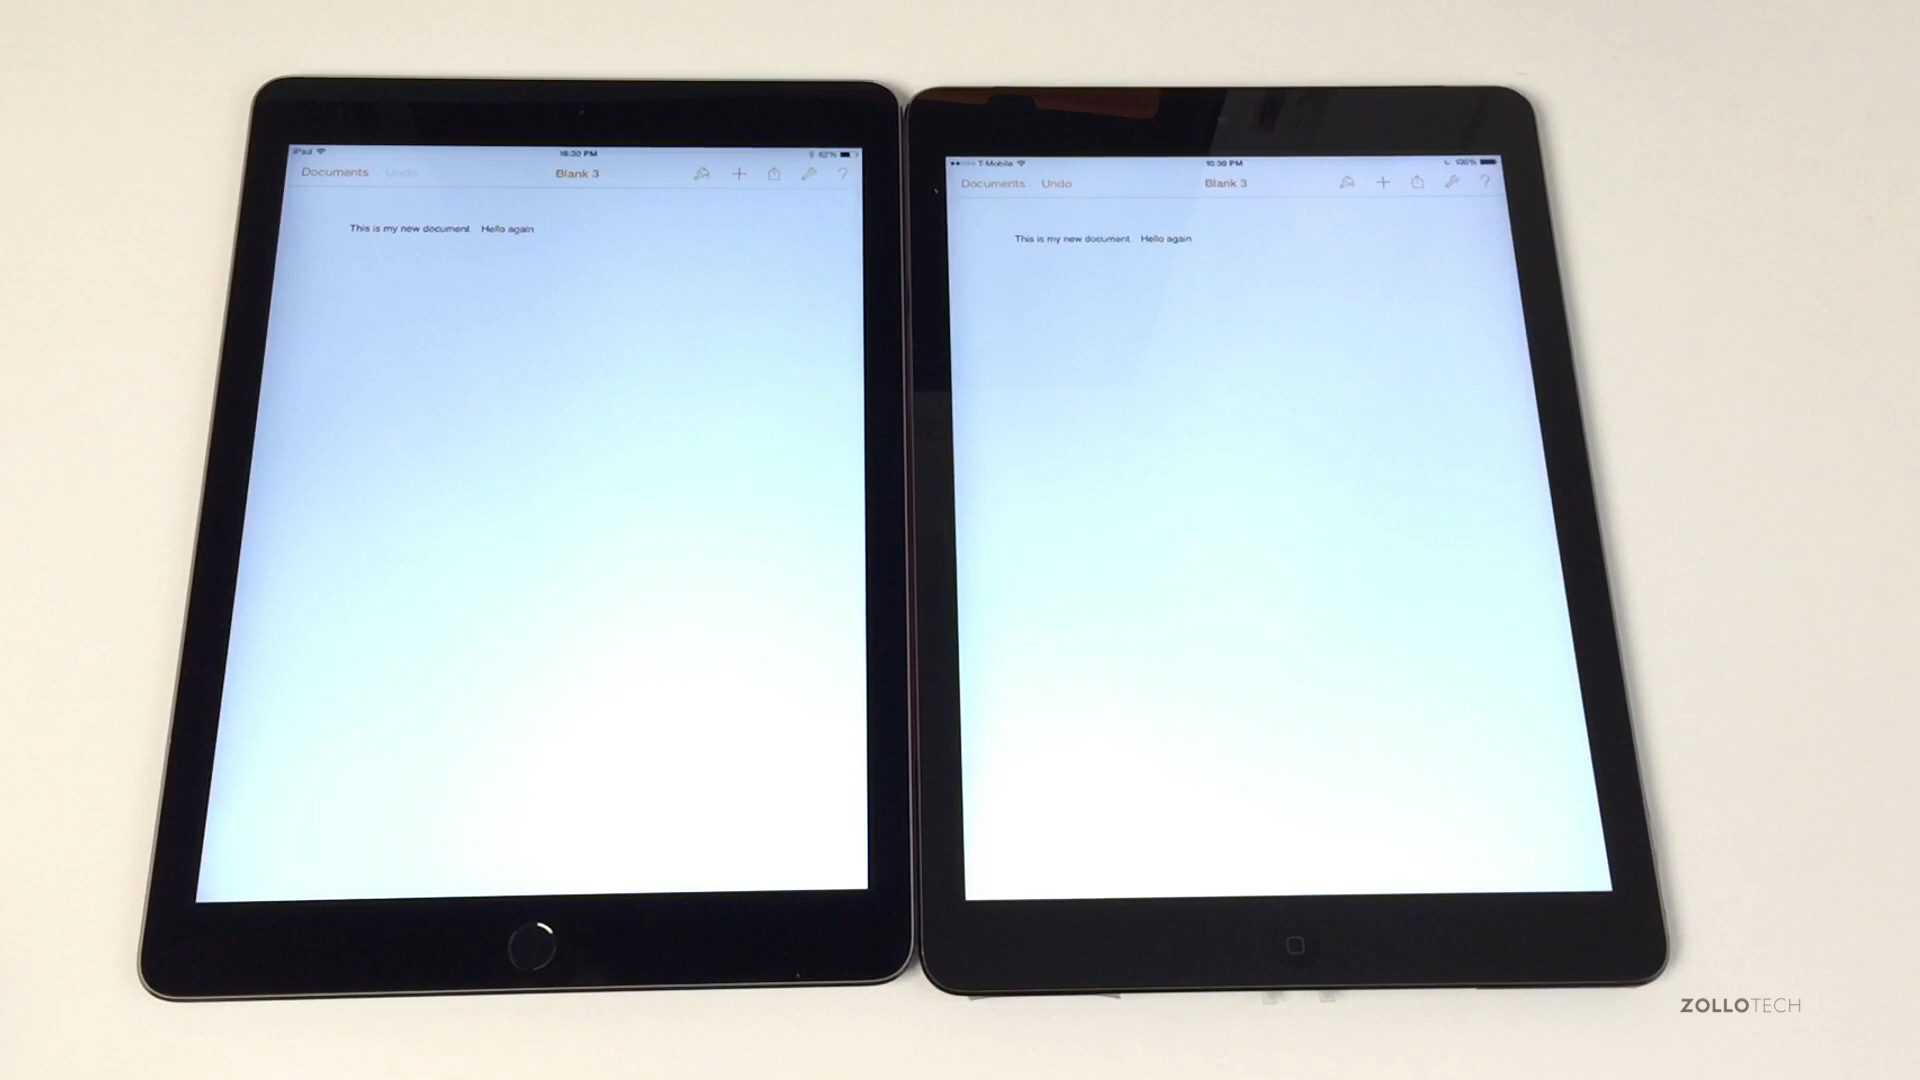 iPad
10:30 PM
62%
Documents Undo
Blank 3
?
This is my new document. Hello again
T-Mobile
10:30 PM
100%
Documents Undo
Blank 3
?
This is my new document. Hello again
ZOLLOTECH